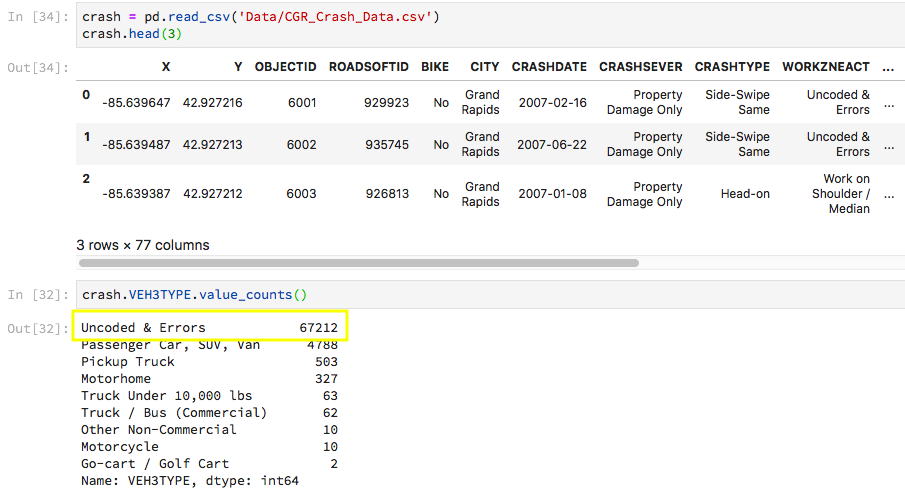 In [34]: crash = pd.read_csv('Data/CGR_Crash_Data.csv')
crash.head(3)
Out[34]: X Y OBJECTID ROADSOFTID BIKE CITY CRASHDATE CRASHSEVER CRASHTYPE WORKZNEACT ...
0 -85.639647 42.927216 6001 929923 No Grand Rapids 2007-02-16 Property Damage Only Side-Swipe Same Uncoded & Errors ...
1 -85.639487 42.927213 6002 935745 No Grand Rapids 2007-06-22 Property Damage Only Side-Swipe Same Uncoded & Errors ...
2 -85.639387 42.927212 6003 926813 No Grand Rapids 2007-01-08 Property Damage Only Head-on Work on Shoulder / Median ...
3 rows × 77 columns
In [32]: crash.VEH3TYPE.value_counts()
Out[32]: Uncoded & Errors 67212
Passenger Car, SUV, Van 4788
Pickup Truck 503
Motorhome 327
Truck Under 10,000 lbs 63
Truck / Bus (Commercial) 62
Other Non-Commercial 10
Motorcycle 10
Go-cart / Golf Cart 2
Name: VEH3TYPE, dtype: int64